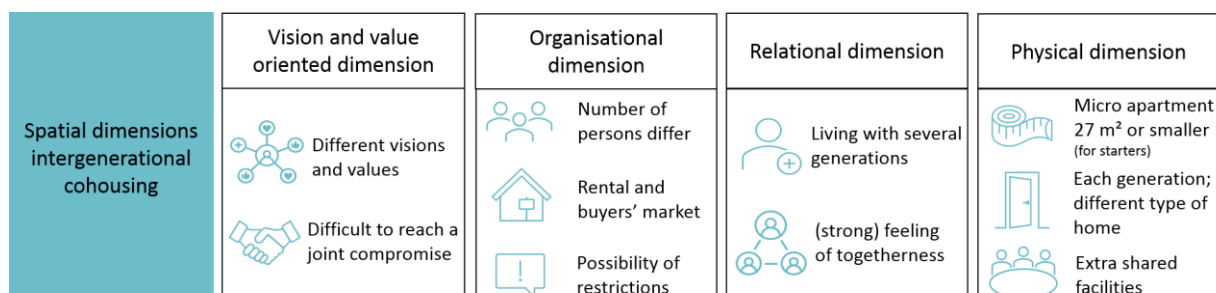 Spatial dimensions
intergenerational
cohousing
Vision and value
oriented dimension
Different visions
and values
Difficult to reach a
joint compromise
Organisational
dimension
Number of
persons differ
Rental and
buyers’ market
Possibility of
restrictions
Relational dimension
Living with several
generations
(strong) feeling
of togetherness
Physical dimension
Micro apartment
27 m² or smaller
(for starters)
Each generation;
different type of
home
Extra shared
facilities